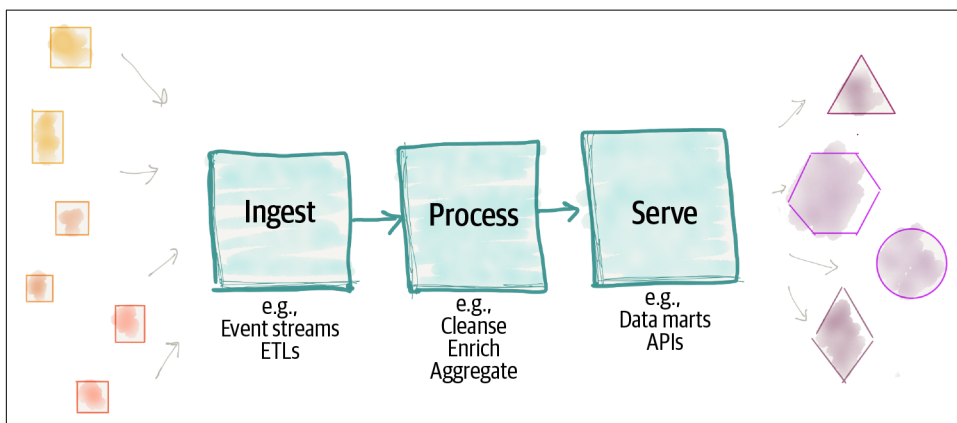 Ingest
e.g.,
Event streams
ETLs
Process
e.g.,
Cleanse
Enrich
Aggregate
Serve
e.g.,
Data marts
APIs